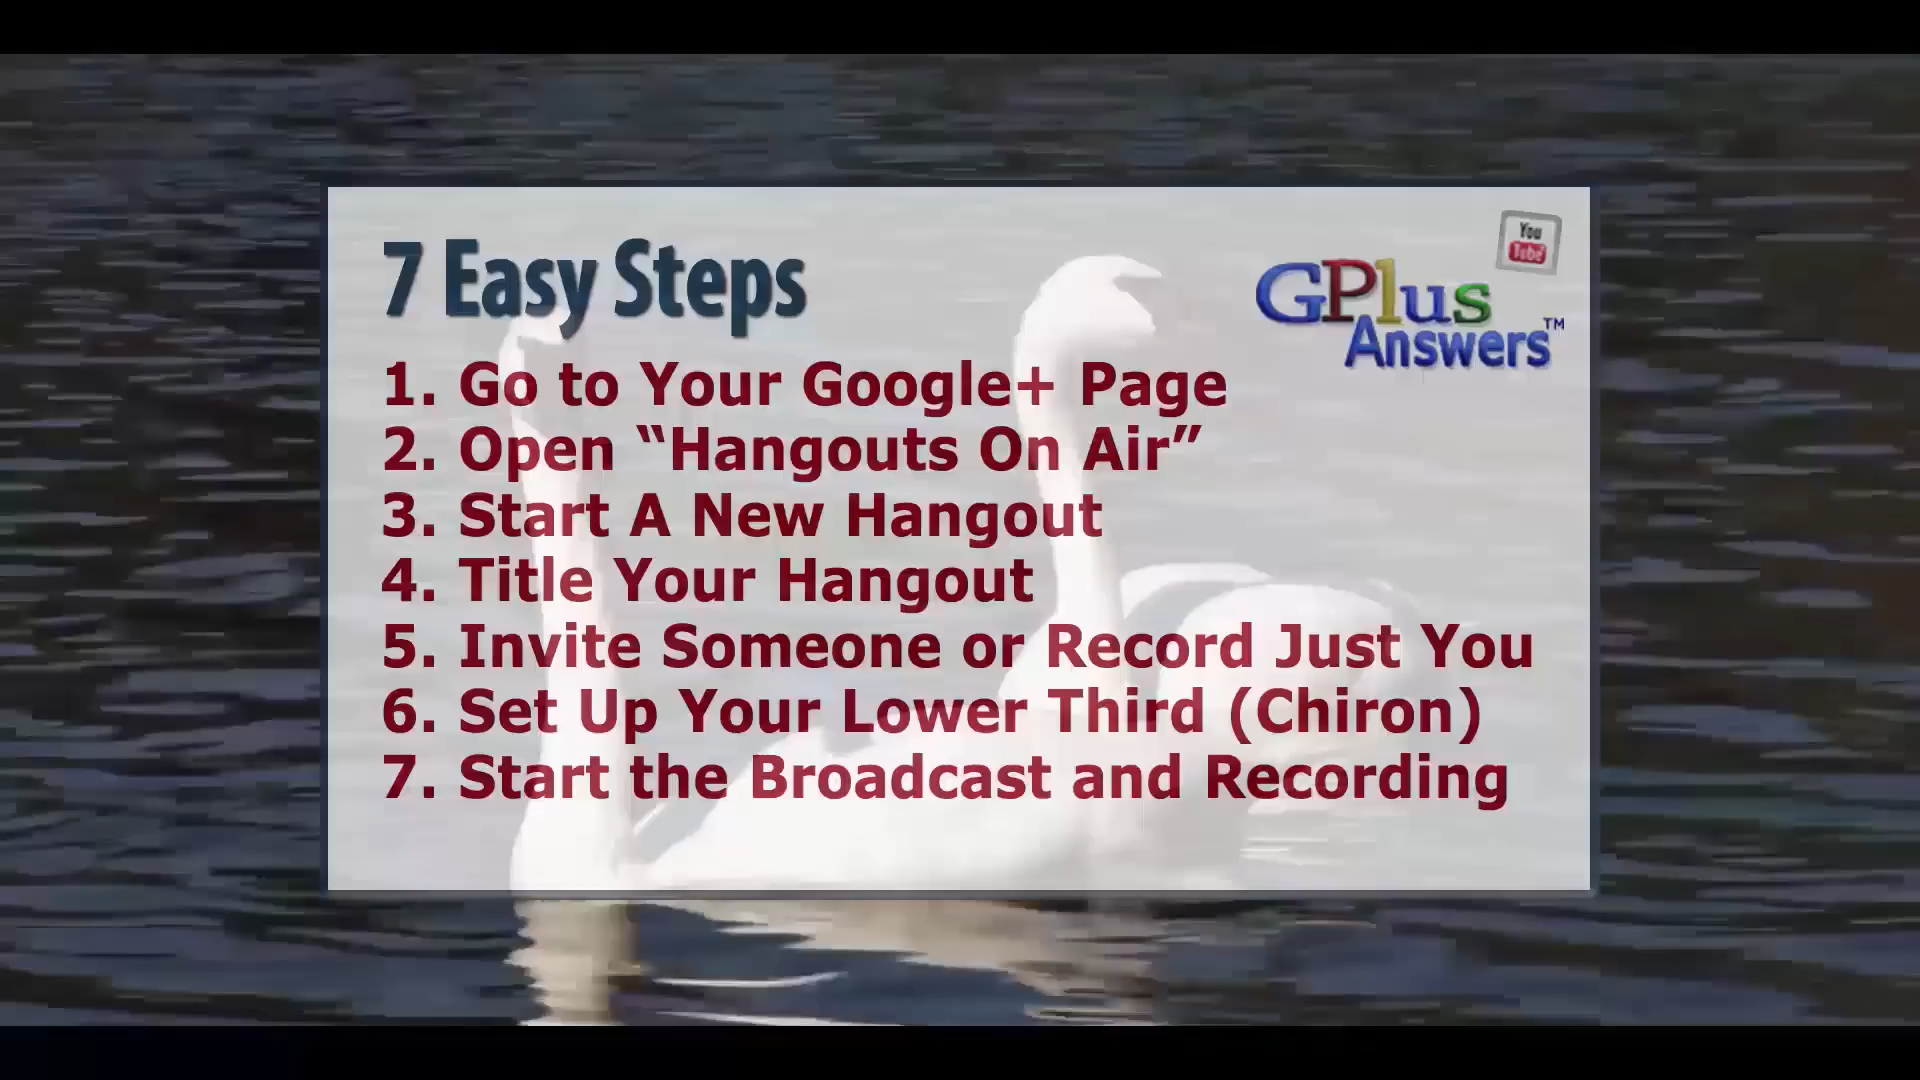 7 Easy Steps
You
Tube
GPlus
Answers™
1. Go to Your Google+ Page
2. Open “Hangouts On Air”
3. Start A New Hangout
4. Title Your Hangout
5. Invite Someone or Record Just You
6. Set Up Your Lower Third (Chiron)
7. Start the Broadcast and Recording